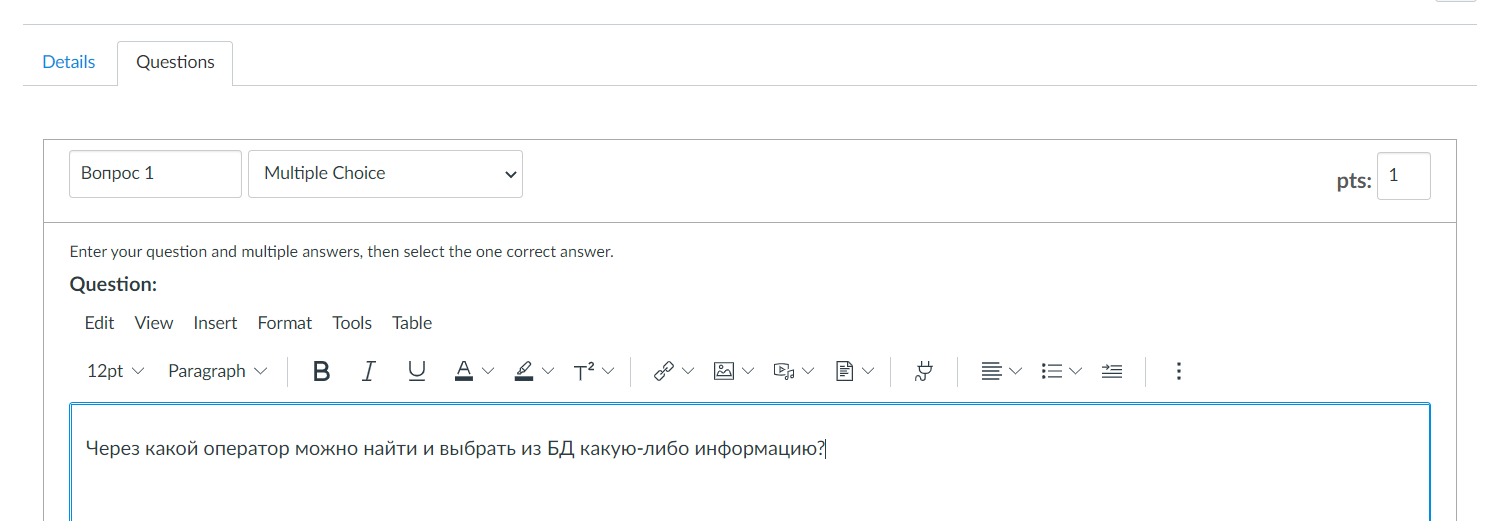 Details Questions
Вопрос 1 Multiple Choice pts: 1
Enter your question and multiple answers, then select the one correct answer.
Question:
Edit View Insert Format Tools Table
12pt Paragraph B I U A T²
Через какой оператор можно найти и выбрать из БД какую-либо информацию?